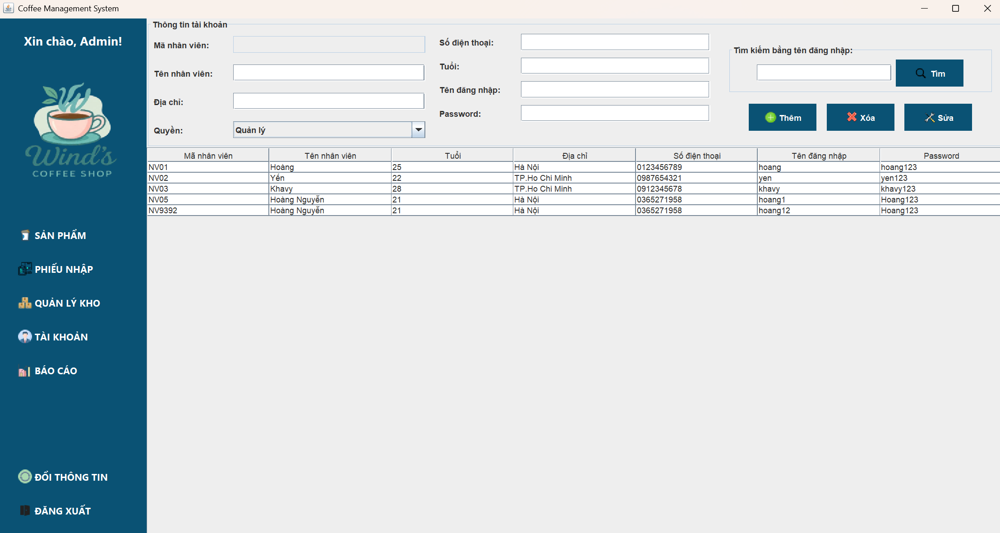 Coffee Management System
Xin chào, Admin!
Wind's
COFFEE SHOP
SẢN PHẨM
PHIẾU NHẬP
QUẢN LÝ KHO
TÀI KHOẢN
BÁO CÁO
ĐỔI THÔNG TIN
ĐĂNG XUẤT
Thông tin tài khoản
Mã nhân viên:
Tên nhân viên:
Địa chỉ:
Quyền: Quản lý
Số điện thoại:
Tuổi:
Tên đăng nhập:
Password:
Tìm kiếm bằng tên đăng nhập:
Tìm
Thêm Xóa Sửa
Mã nhân viên Tên nhân viên Tuổi Địa chỉ Số điện thoại Tên đăng nhập Password
NV01 Hoàng 25 Hà Nội 0123456789 hoang hoang123
NV02 Yến 22 TP.Ho Chi Minh 0987654321 yen yen123
NV03 Khavy 28 TP.Ho Chi Minh 0912345678 khavy khavy123
NV05 Hoàng Nguyễn 21 Hà Nội 0365271958 hoang1 Hoang123
NV9392 Hoàng Nguyễn 21 Hà Nội 0365271958 hoang12 Hoang123